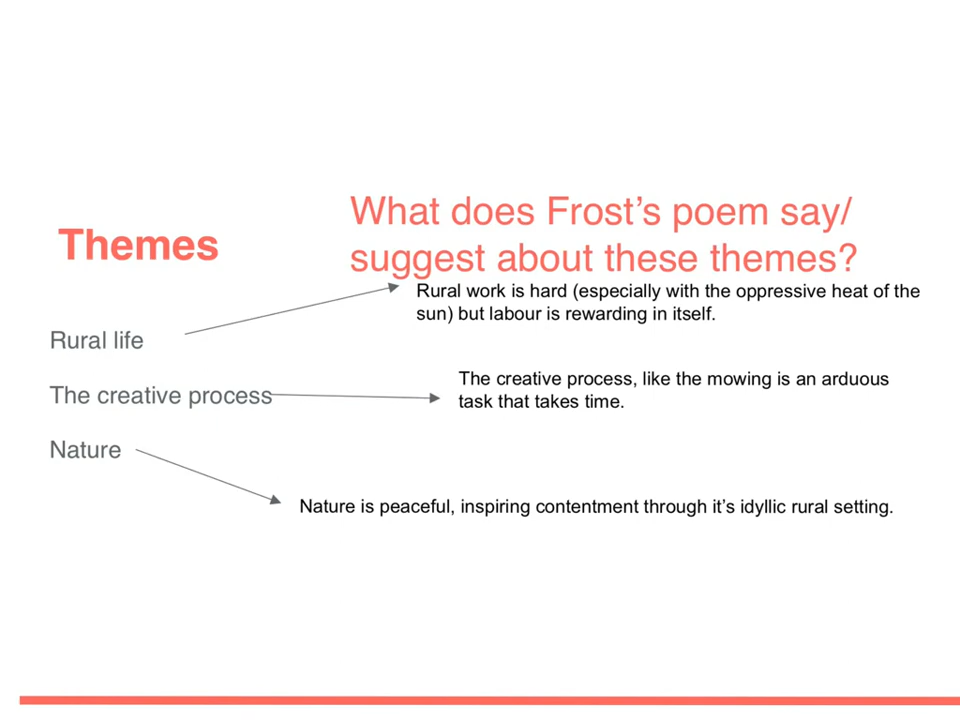 Themes
What does Frost’s poem say/
suggest about these themes?
Rural life
Rural work is hard (especially with the oppressive heat of the
sun) but labour is rewarding in itself.
The creative process
The creative process, like the mowing is an arduous
task that takes time.
Nature
Nature is peaceful, inspiring contentment through it’s idyllic rural setting.